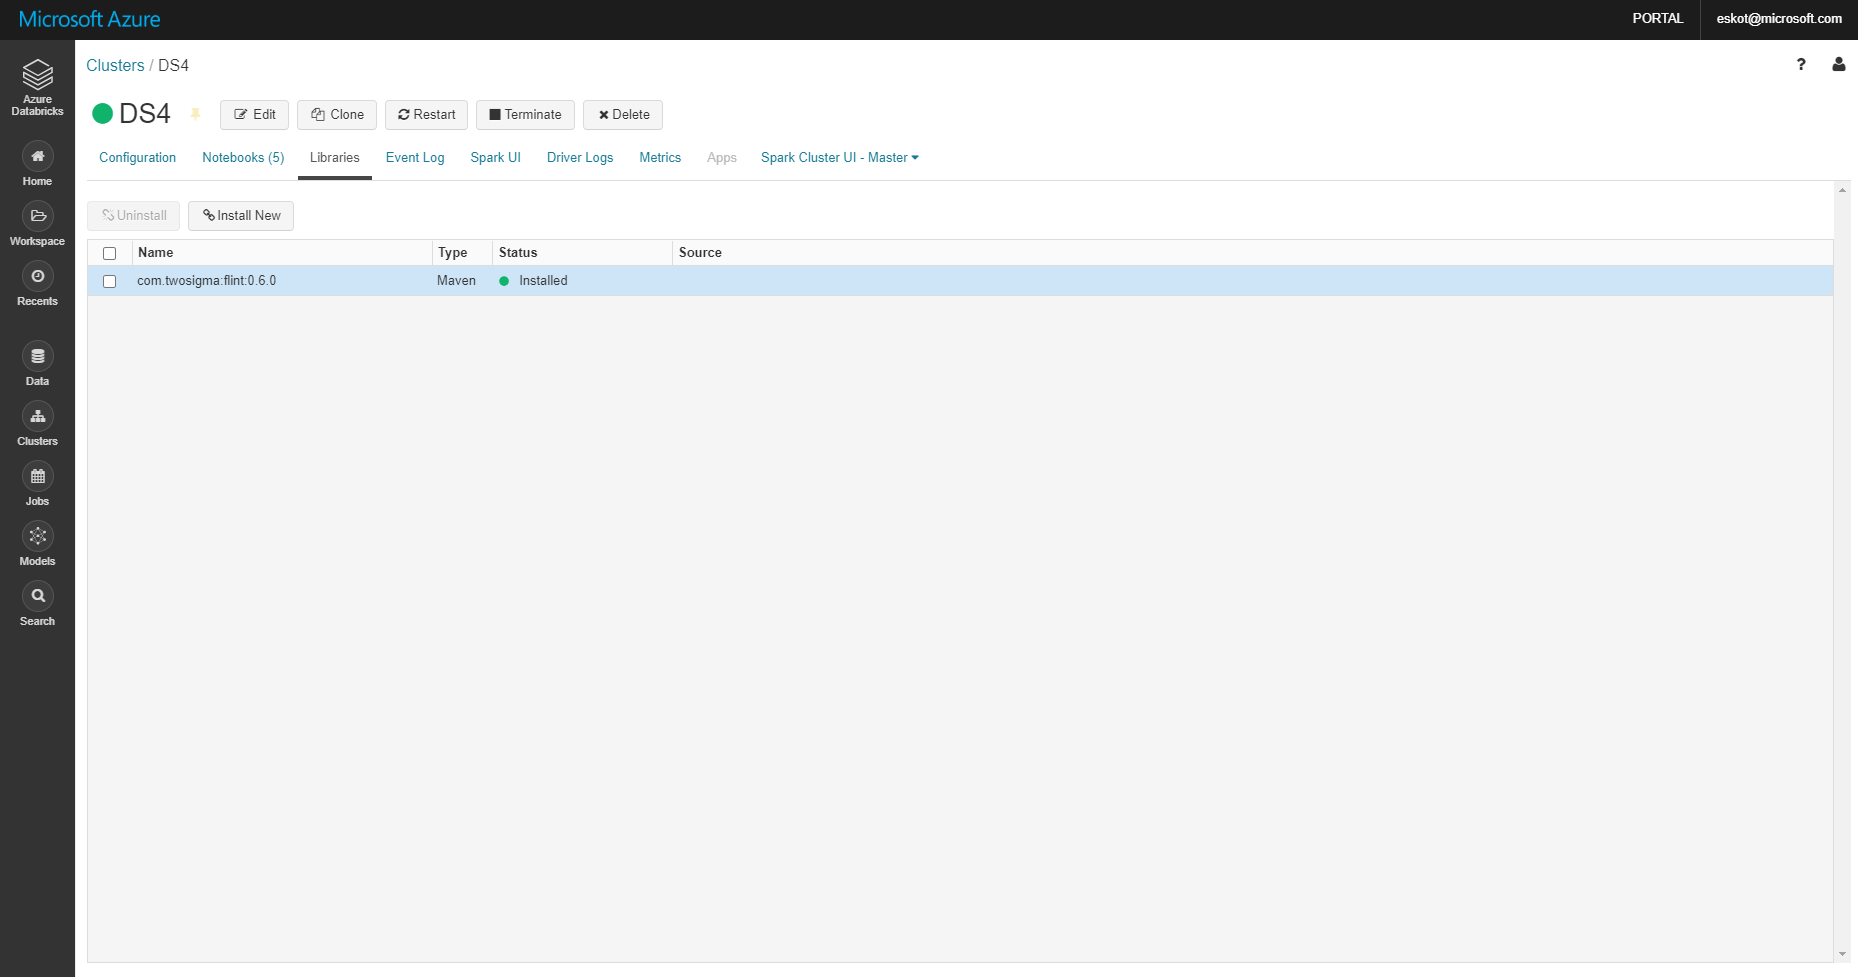 Microsoft Azure
PORTAL
eskot@microsoft.com
Azure
Databricks
Home
Workspace
Recents
Data
Clusters
Jobs
Models
Search
Clusters / DS4
?
DS4
Edit
Clone
Restart
Terminate
Delete
Configuration
Notebooks (5)
Libraries
Event Log
Spark UI
Driver Logs
Metrics
Apps
Spark Cluster UI - Master
Uninstall
Install New
Name
Type
Status
Source
com.twosigma:flint:0.6.0
Maven
Installed